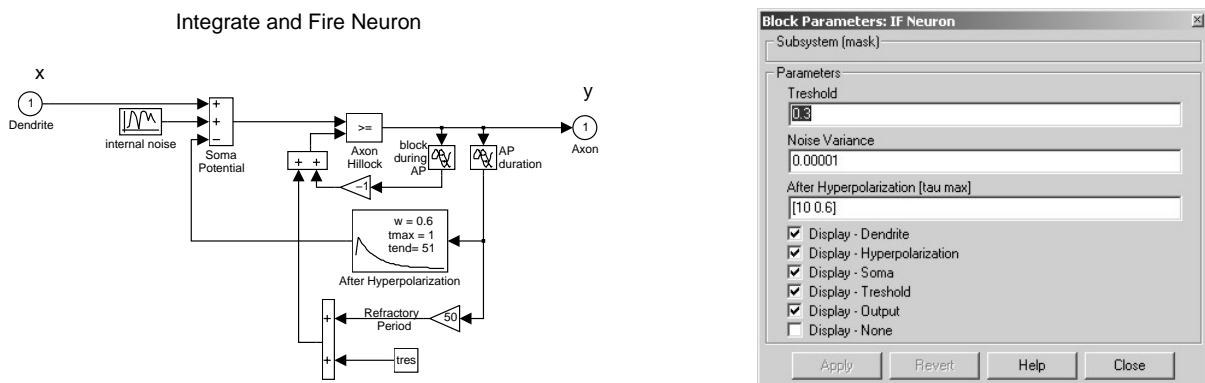 Integrate and Fire Neuron
x
1
Dendrite
internal noise
+
+
−
Soma
Potential
+ +
>=
Axon
Hillock
block
during
AP
−1
AP
duration
y
1
Axon
w = 0.6
tmax = 1
tend= 51
After Hyperpolarization
+
+
Refractory
Period
50
tres
Block Parameters: IF Neuron
Subsystem (mask)
Parameters
Treshold
0.3
Noise Variance
0.00001
After Hyperpolarization [tau max]
[10 0.6]
Display - Dendrite
Display - Hyperpolarization
Display - Soma
Display - Treshold
Display - Output
Display - None
Apply Revert Help Close